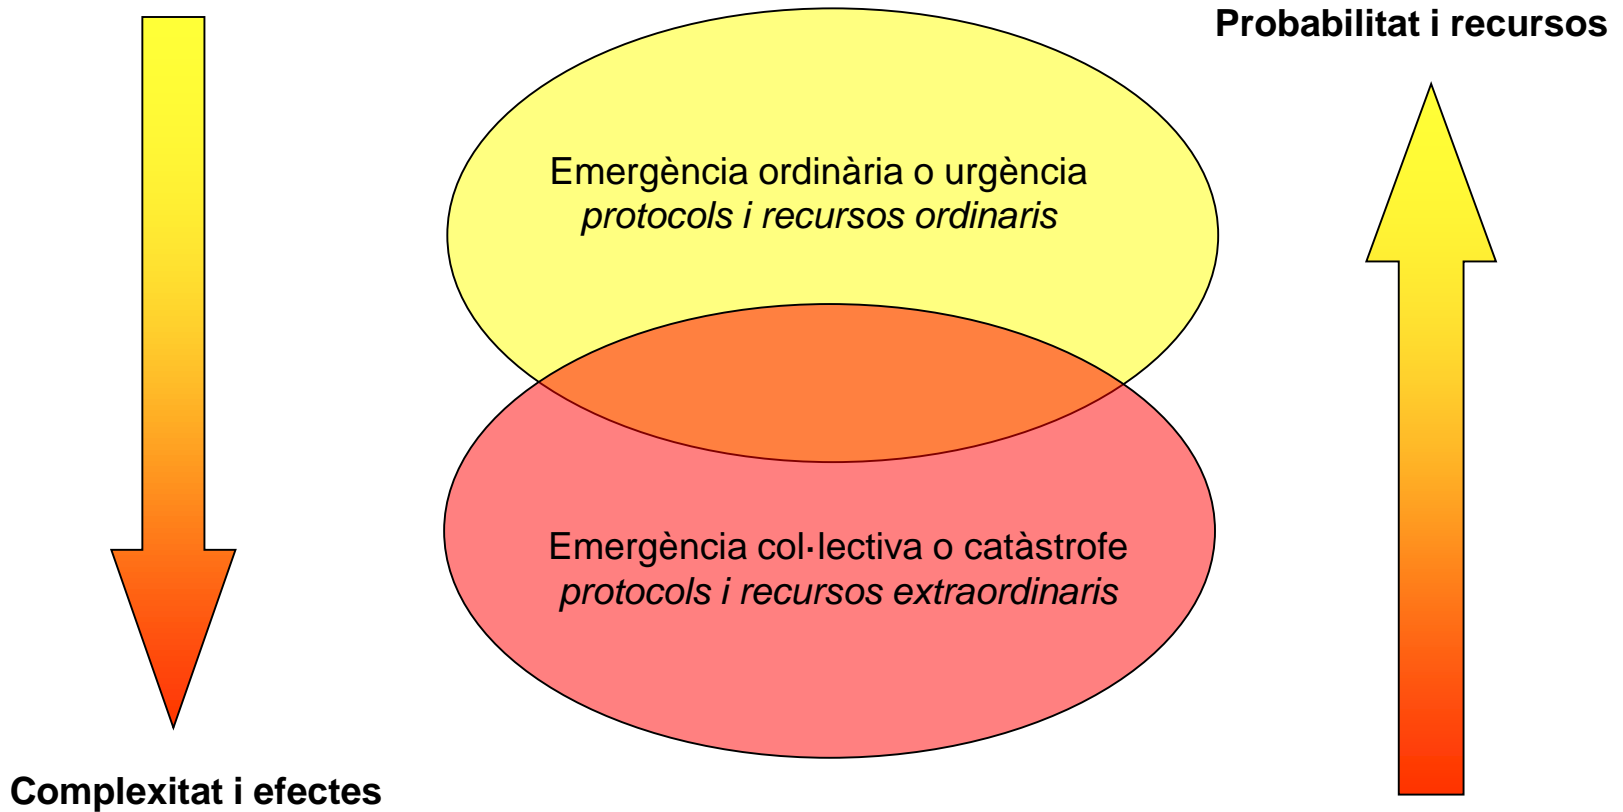 Probabilitat i recursos
Emergència ordinària o urgència
protocols i recursos ordinaris
Emergència col·lectiva o catàstrofe
protocols i recursos extraordinaris
Complexitat i efectes